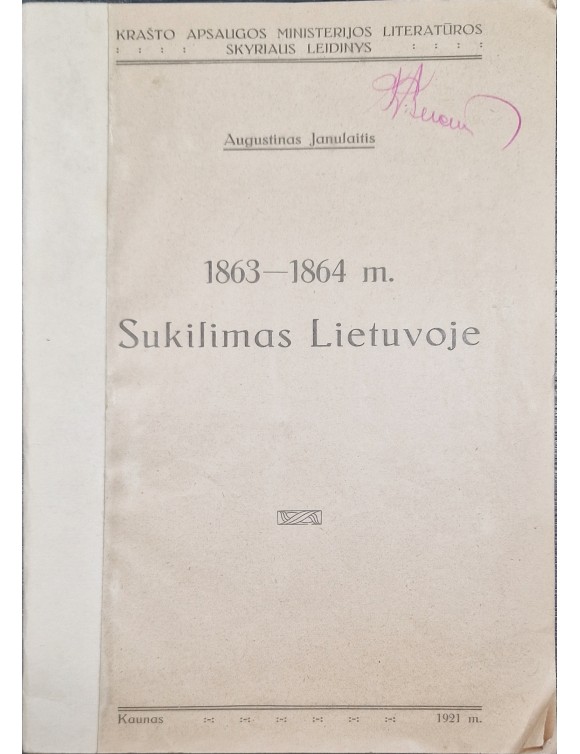 KRAŠTO APSAUGOS MINISTERIJOS LITERATŪROS
: : : : SKYRIAUS LEIDINYS : : : :
Augustinas Janulaitis
1863—1864 m.
Sukilimas Lietuvoje
Kaunas :-: :-: :-: :-: :-: :-: 1921 m.